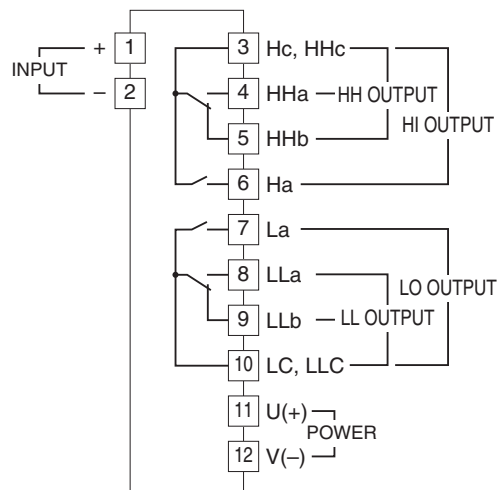 INPUT
+ 1
– 2
3 Hc, HHc
4 HHa HH OUTPUT
5 HHb
HI OUTPUT
6 Ha
7 La
8 LLa
LO OUTPUT
9 LLb LL OUTPUT
10 LC, LLC
11 U(+)
POWER
12 V(–)